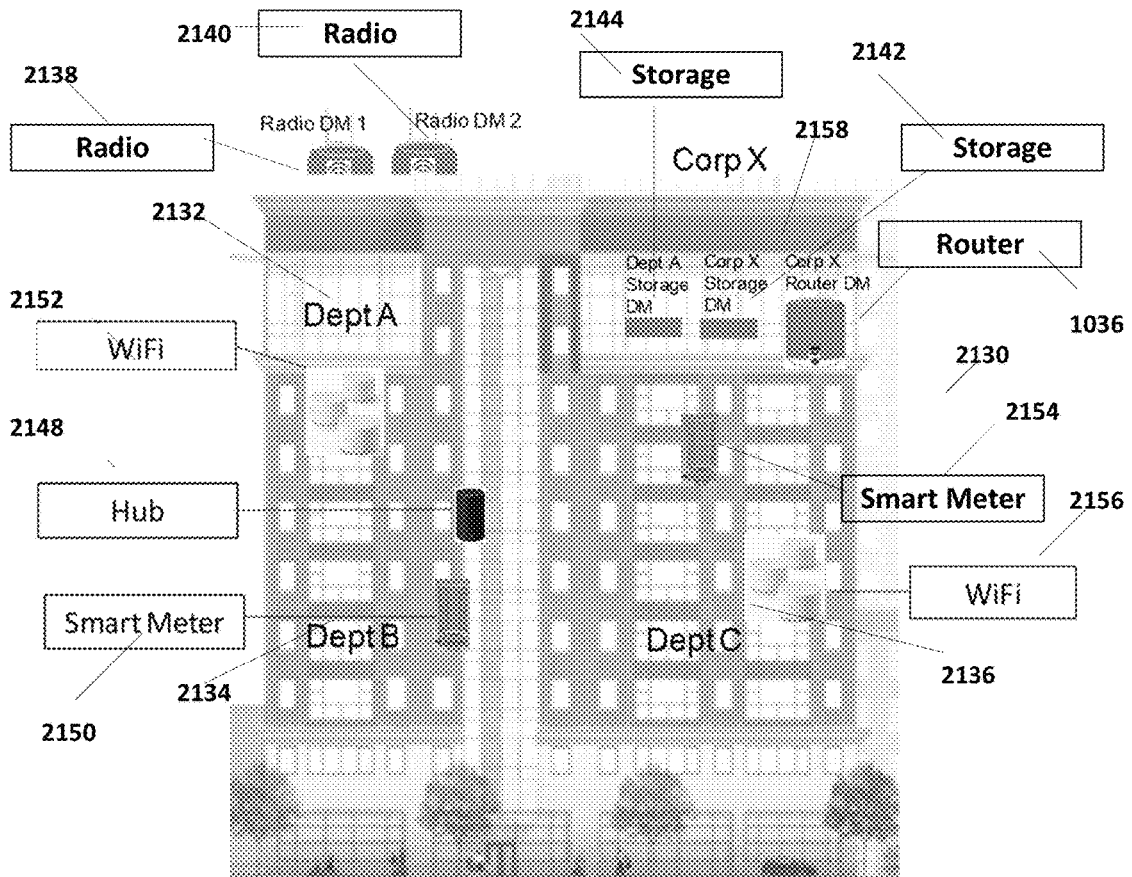 2140
Radio
2144
Storage
2142
2138
Radio DM 1
Radio DM 2
2158
Radio
Corp X
Storage
2132
Router
Dept A
Storage
DM
Corp X
Storage
DM
Corp X
Router DM
2152
Dept A
1036
WiFi
2130
2148
2154
Hub
Smart Meter
2156
WiFi
Smart Meter
Dept B
Dept C
2134
2136
2150